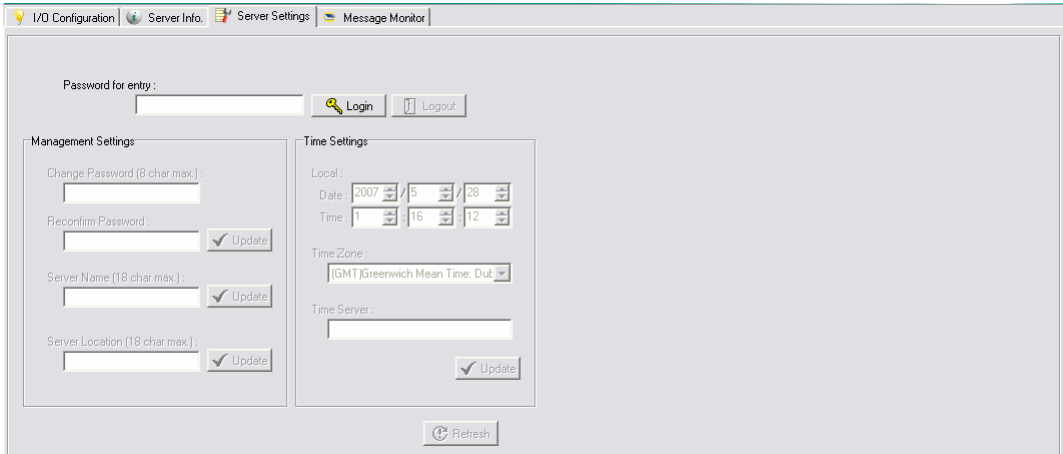 I/O Configuration Server Info. Server Settings Message Monitor
Password for entry :
Login Logout
Management Settings
Change Password (8 char max.) :
Reconfirm Password :
Update
Server Name (18 char max.) :
Update
Server Location (18 char max.) :
Update
Time Settings
Local :
Date : 2007 / 5 / 28
Time : 1 : 16 : 12
Time Zone :
(GMT)Greenwich Mean Time: Dub
Time Server :
Update
Refresh